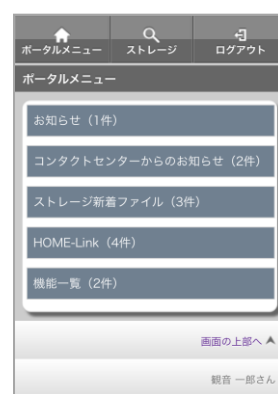 ポータルメニュー
ストレージ
ログアウト
ポータルメニュー
お知らせ（1件）
コンタクトセンターからのお知らせ（2件）
ストレージ新着ファイル（3件）
HOME-Link（4件）
機能一覧（2件）
画面の上部へ
観音 一郎さん